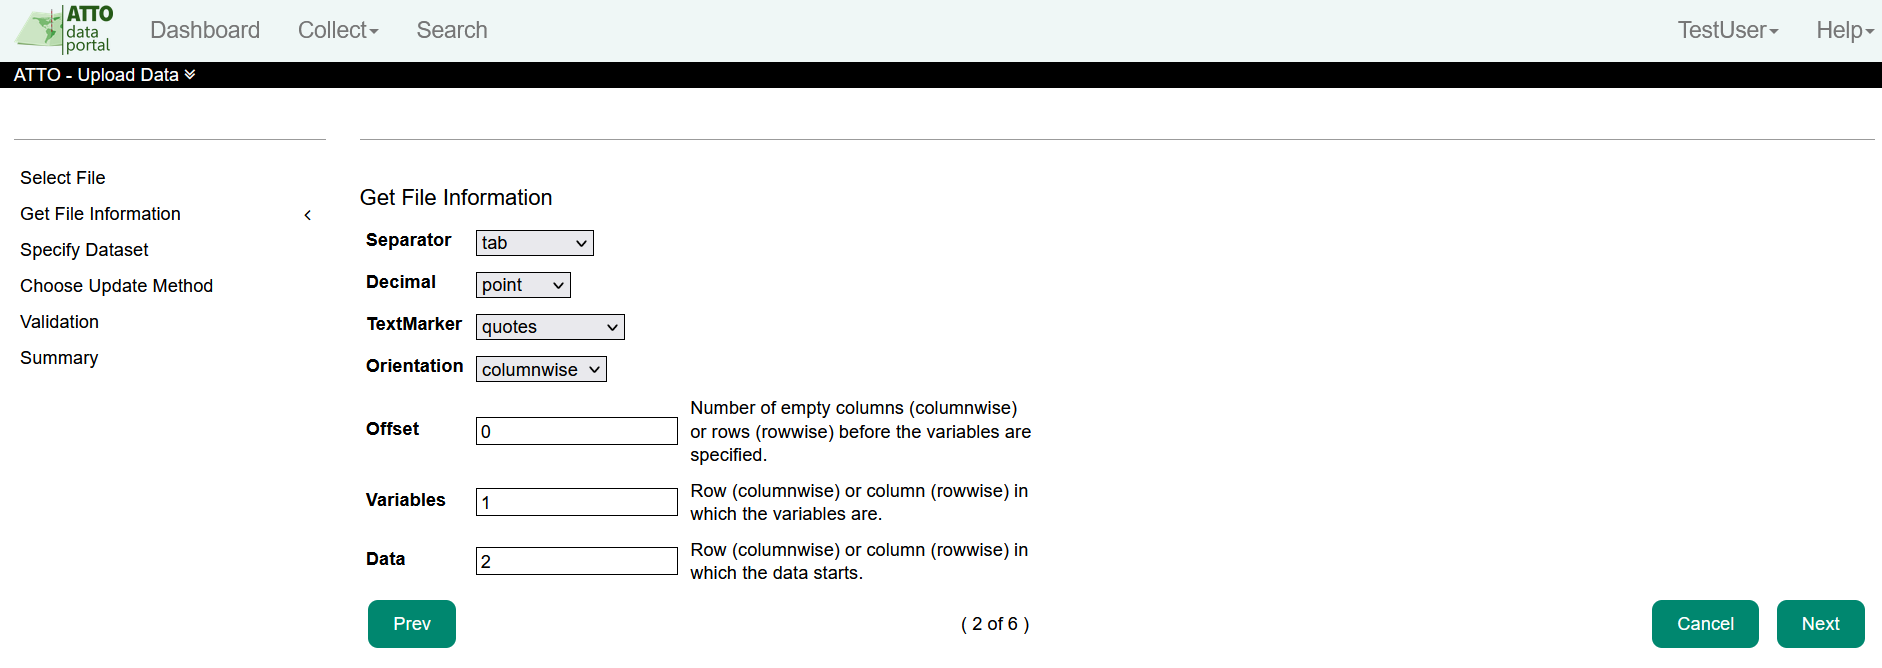 ATTO
data
portal
Dashboard Collect Search TestUser Help
ATTO - Upload Data
Select File
Get File Information
Specify Dataset
Choose Update Method
Validation
Summary
Get File Information
Separator tab
Decimal point
TextMarker quotes
Orientation columnwise
Offset 0
Number of empty columns (columnwise)
or rows (rowwise) before the variables are
specified.
Variables 1
Row (columnwise) or column (rowwise) in
which the variables are.
Data 2
Row (columnwise) or column (rowwise) in
which the data starts.
Prev ( 2 of 6 ) Cancel Next